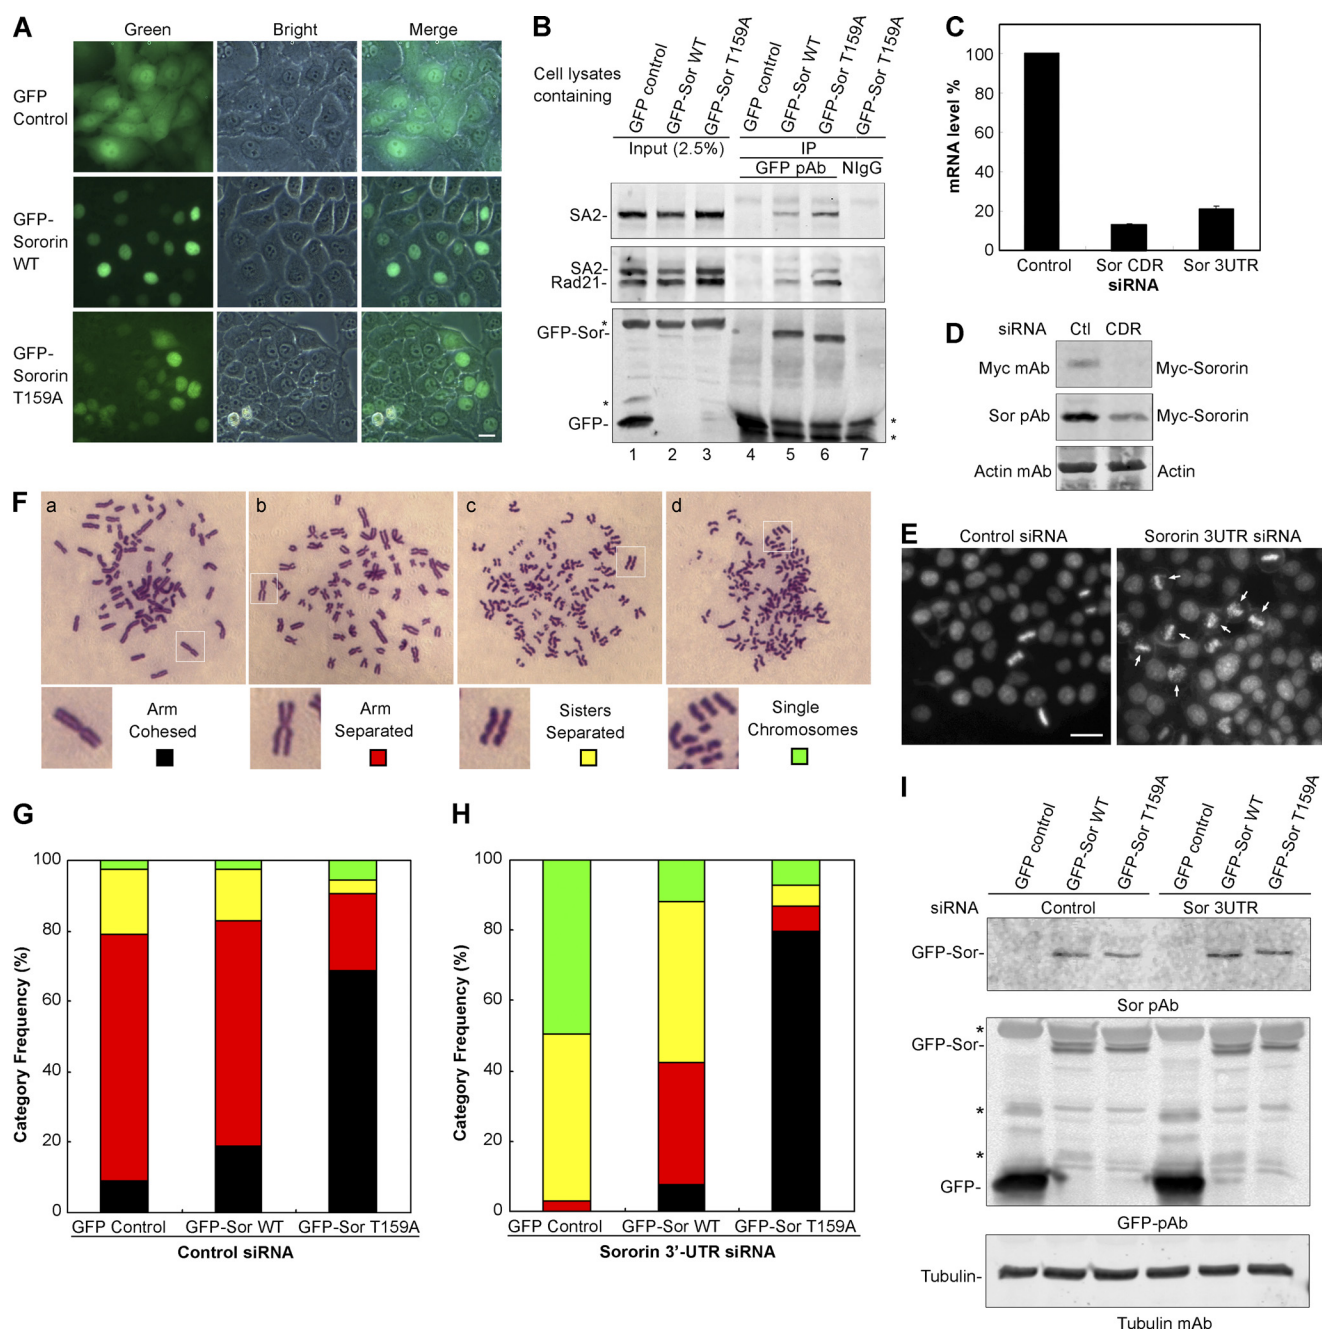 A
Green
Bright
Merge
GFP
Control
GFP-
Sororin
WT
GFP-
Sororin
T159A
B
Cell lysates
containing
GFP control
GFP-Sor WT
GFP-Sor T159A
GFP control
GFP-Sor WT
GFP-Sor T159A
GFP-Sor T159A
Input (2.5%)
IP
GFP pAb
NIgG
SA2-
SA2-
Rad21-
*
GFP-Sor-
*
GFP-
*
*
1 2 3 4 5 6 7
C
mRNA level %
100
80
60
40
20
0
Control
Sor CDR
Sor 3UTR
siRNA
D
siRNA Ctl CDR
Myc mAb
Myc-Sororin
Sor pAb
Myc-Sororin
Actin mAb
Actin
E
Control siRNA
Sororin 3UTR siRNA
F
a
b
c
d
Arm
Cohesed
Arm
Separated
Sisters
Separated
Single
Chromosomes
G
Category Frequency (%)
100
80
60
40
20
0
GFP Control
GFP-Sor WT
GFP-Sor T159A
Control siRNA
H
Category Frequency (%)
100
80
60
40
20
0
GFP Control
GFP-Sor WT
GFP-Sor T159A
Sororin 3’-UTR siRNA
I
GFP control
GFP-Sor WT
GFP-Sor T159A
GFP control
GFP-Sor WT
GFP-Sor T159A
siRNA
Control
Sor 3UTR
GFP-Sor-
Sor pAb
*
GFP-Sor-
*
*
GFP-
GFP-pAb
Tubulin-
Tubulin mAb